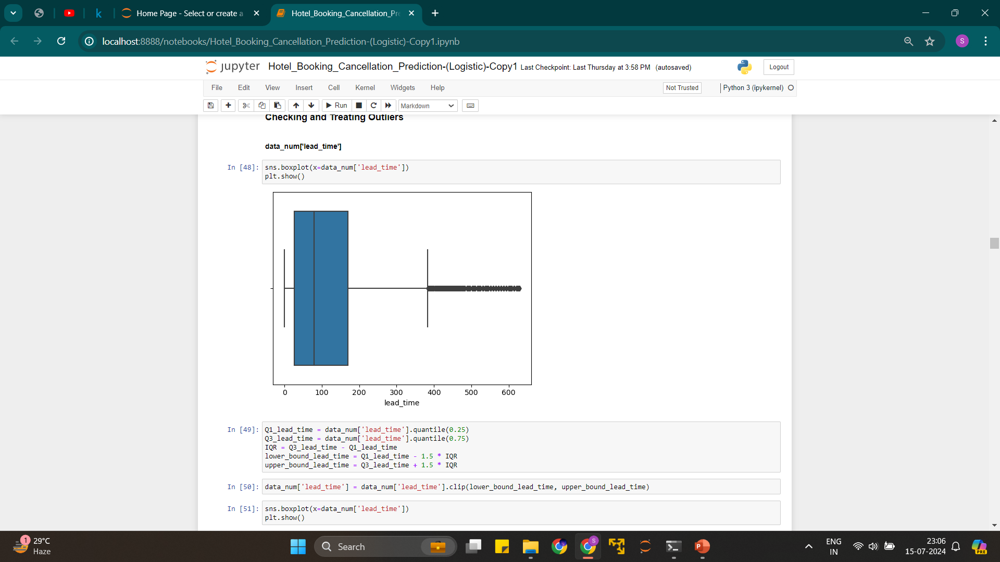 Home Page - Select or create a
Hotel_Booking_Cancellation_Pre
k
localhost:8888/notebooks/Hotel_Booking_Cancellation_Prediction-(Logistic)-Copy1.ipynb
S
jupyter Hotel_Booking_Cancellation_Prediction-(Logistic)-Copy1 Last Checkpoint: Last Thursday at 3:58 PM (autosaved)
Logout
File Edit View Insert Cell Kernel Widgets Help
Not Trusted
Python 3 (ipykernel)
Run
Markdown
Checking and Treating Outliers
data_num['lead_time']
In [48]: sns.boxplot(x=data_num['lead_time'])
plt.show()
0 100 200 300 400 500 600
lead_time
In [49]: Q1_lead_time = data_num['lead_time'].quantile(0.25)
Q3_lead_time = data_num['lead_time'].quantile(0.75)
IQR = Q3_lead_time - Q1_lead_time
lower_bound_lead_time = Q1_lead_time - 1.5 * IQR
upper_bound_lead_time = Q3_lead_time + 1.5 * IQR
In [50]: data_num['lead_time'] = data_num['lead_time'].clip(lower_bound_lead_time, upper_bound_lead_time)
In [51]: sns.boxplot(x=data_num['lead_time'])
plt.show()
1
29°C
Haze
Search
S
P
ENG
IN
23:06
15-07-2024
PRE